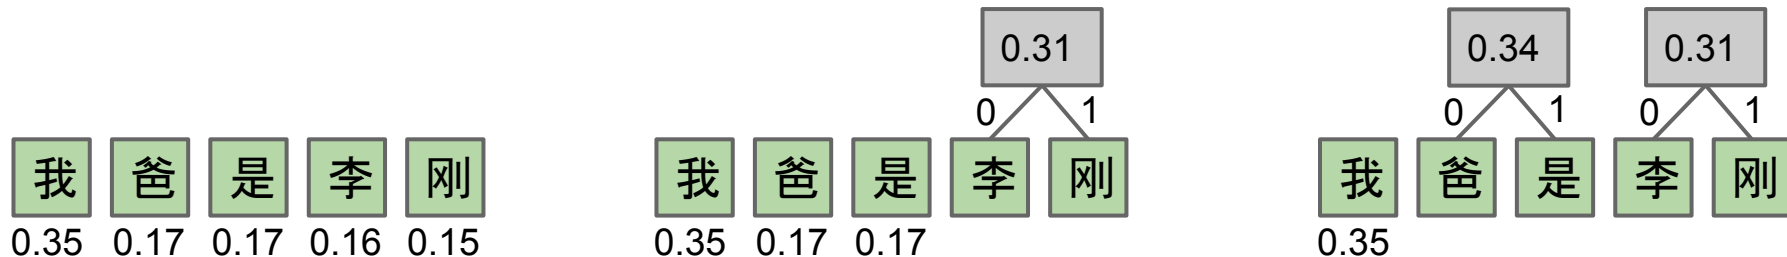 0.31 0.34 0.31
0 1 0 1 0 1
我 爸 是 李 刚 我 爸 是 李 刚 我 爸 是 李 刚
0.35 0.17 0.17 0.16 0.15 0.35 0.17 0.17 0.35